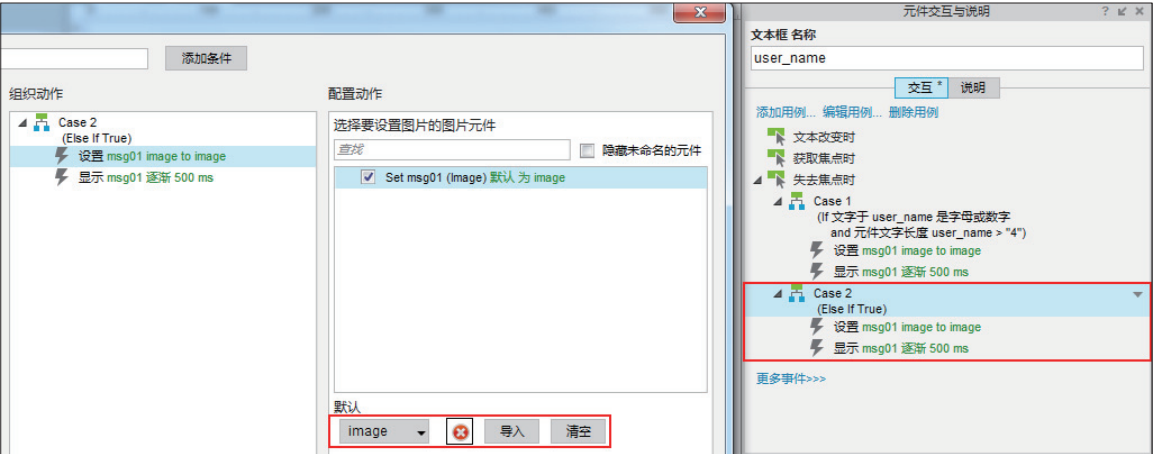 添加条件
组织动作
Case 2
(Else If True)
设置 msg01 image to image
显示 msg01 逐渐 500 ms
配置动作
选择要设置图片的图片元件
查找
隐藏未命名的元件
Set msg01 (Image) 默认 为 image
默认
image
导入
清空
元件交互与说明
文本框 名称
user_name
交互 *
说明
添加用例... 编辑用例... 删除用例
文本改变时
获取焦点时
失去焦点时
Case 1
(If 文字于 user_name 是字母或数字
and 元件文字长度 user_name > "4")
设置 msg01 image to image
显示 msg01 逐渐 500 ms
Case 2
(Else If True)
设置 msg01 image to image
显示 msg01 逐渐 500 ms
更多事件>>>